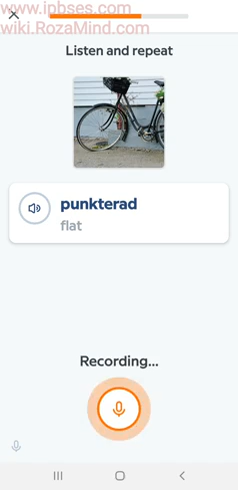 www.ipbses.com
wiki.RozaMind.com
Listen and repeat
punkterad
flat
Recording...